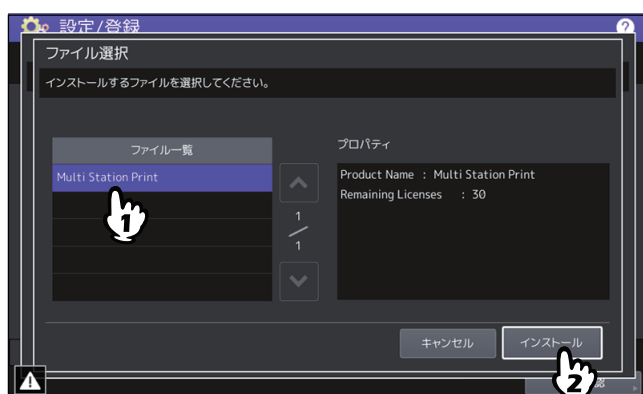 設定/登録
?
ファイル選択
インストールするファイルを選択してください。
ファイル一覧
プロパティ
Multi Station Print
Product Name : Multi Station Print
Remaining Licenses : 30
1
1
1
キャンセル
インストール
2